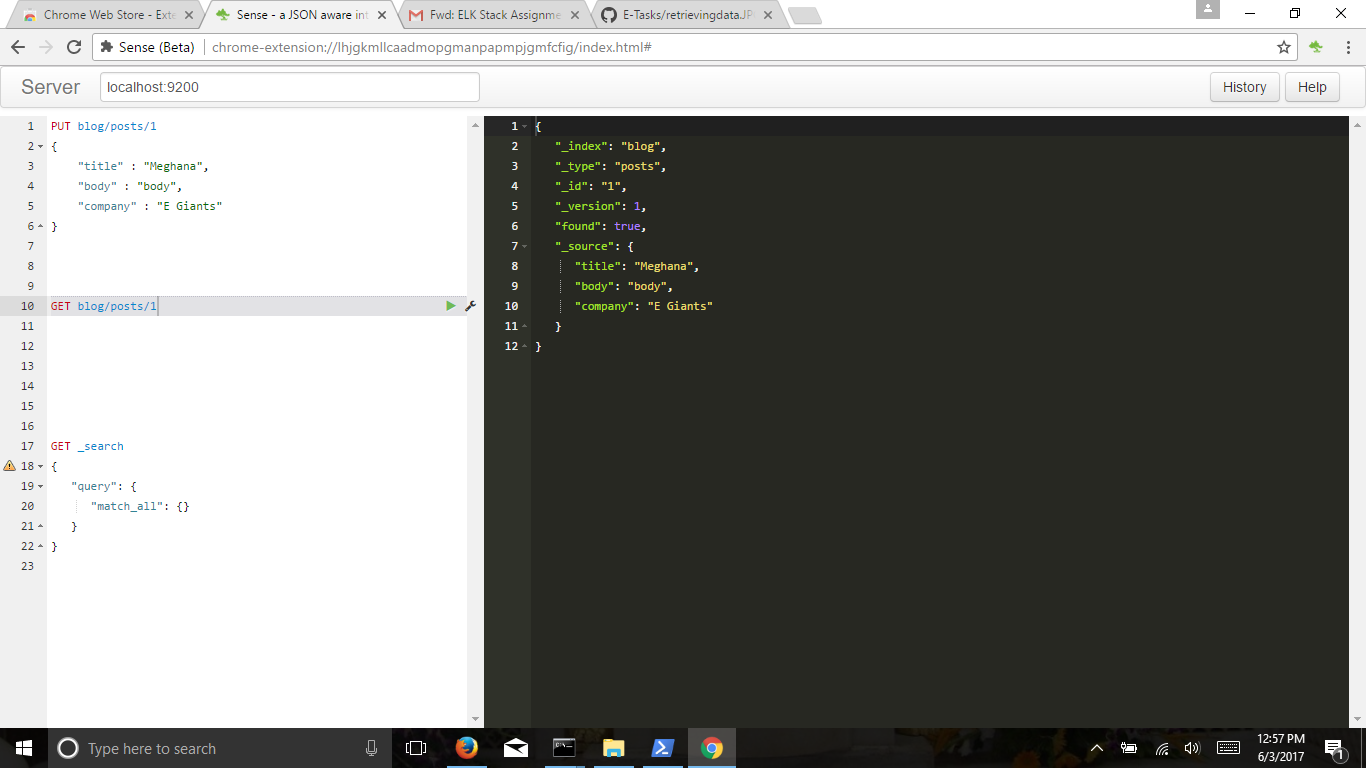 Chrome Web Store - Exte
Sense - a JSON aware int
Fwd: ELK Stack Assignme
E-Tasks/retrievingdata.JP
Sense (Beta) chrome-extension://lhjgkmllcaadmopgmanpapmpjgmfcfig/index.html#
Server localhost:9200 History Help
1 PUT blog/posts/1
2 {
3 "title" : "Meghana",
4 "body" : "body",
5 "company" : "E Giants"
6 }
7
8
9
10 GET blog/posts/1
11
12
13
14
15
16
17 GET _search
18 {
19 "query": {
20 "match_all": {}
21 }
22 }
23
1 {
2 "_index": "blog",
3 "_type": "posts",
4 "_id": "1",
5 "_version": 1,
6 "found": true,
7 "_source": {
8 "title": "Meghana",
9 "body": "body",
10 "company": "E Giants"
11 }
12 }
Type here to search
12:57 PM
6/3/2017
1